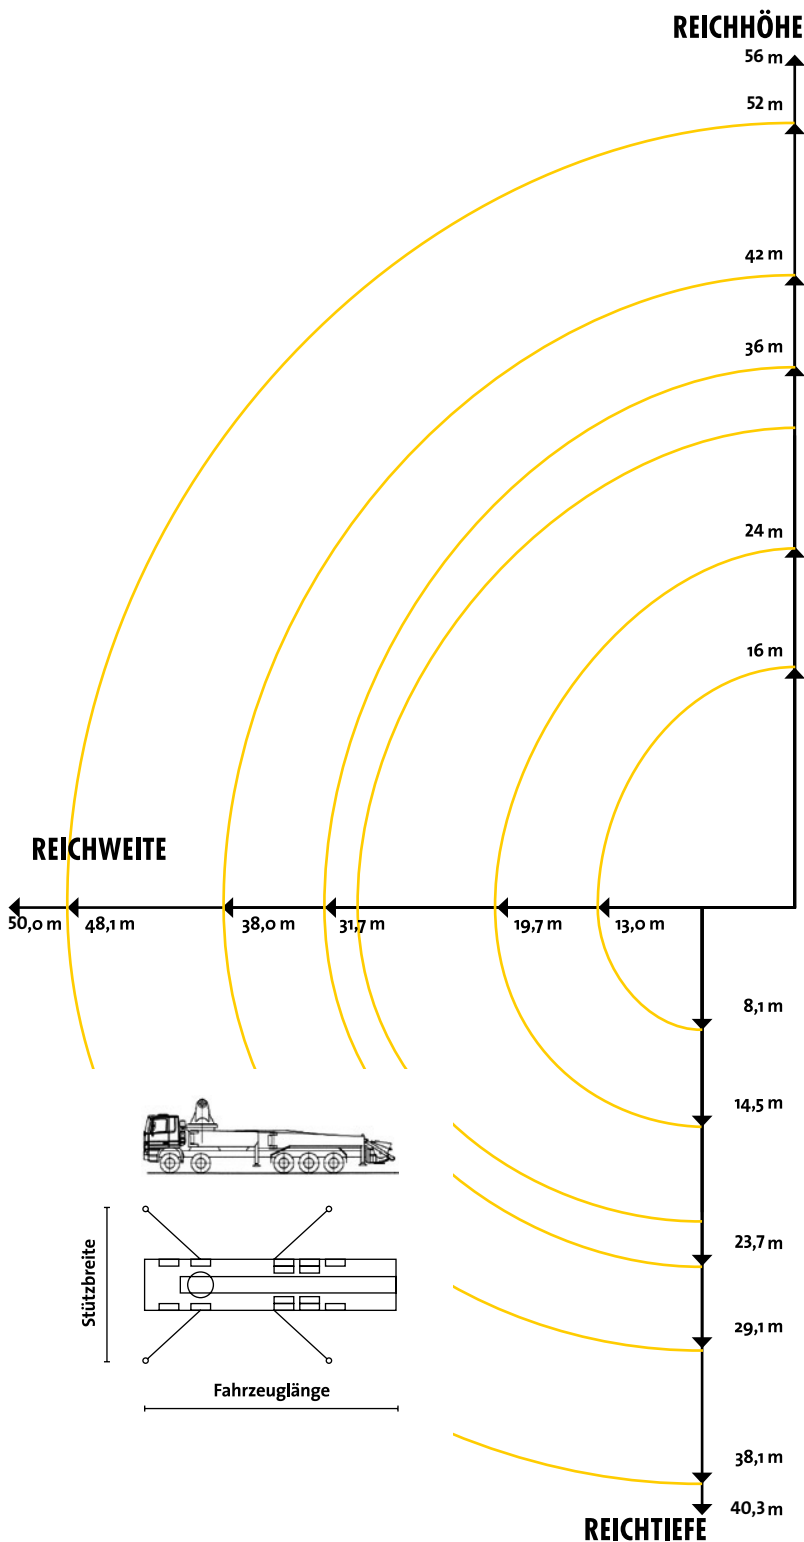 REICHHÖHE
56 m
52 m
42 m
36 m
24 m
16 m
REICHWEITE
50,0 m 48,1 m 38,0 m 31,7 m 19,7 m 13,0 m
8,1 m
14,5 m
23,7 m
29,1 m
38,1 m
40,3 m
REICHTIEFE
Stützbreite
Fahrzeuglänge